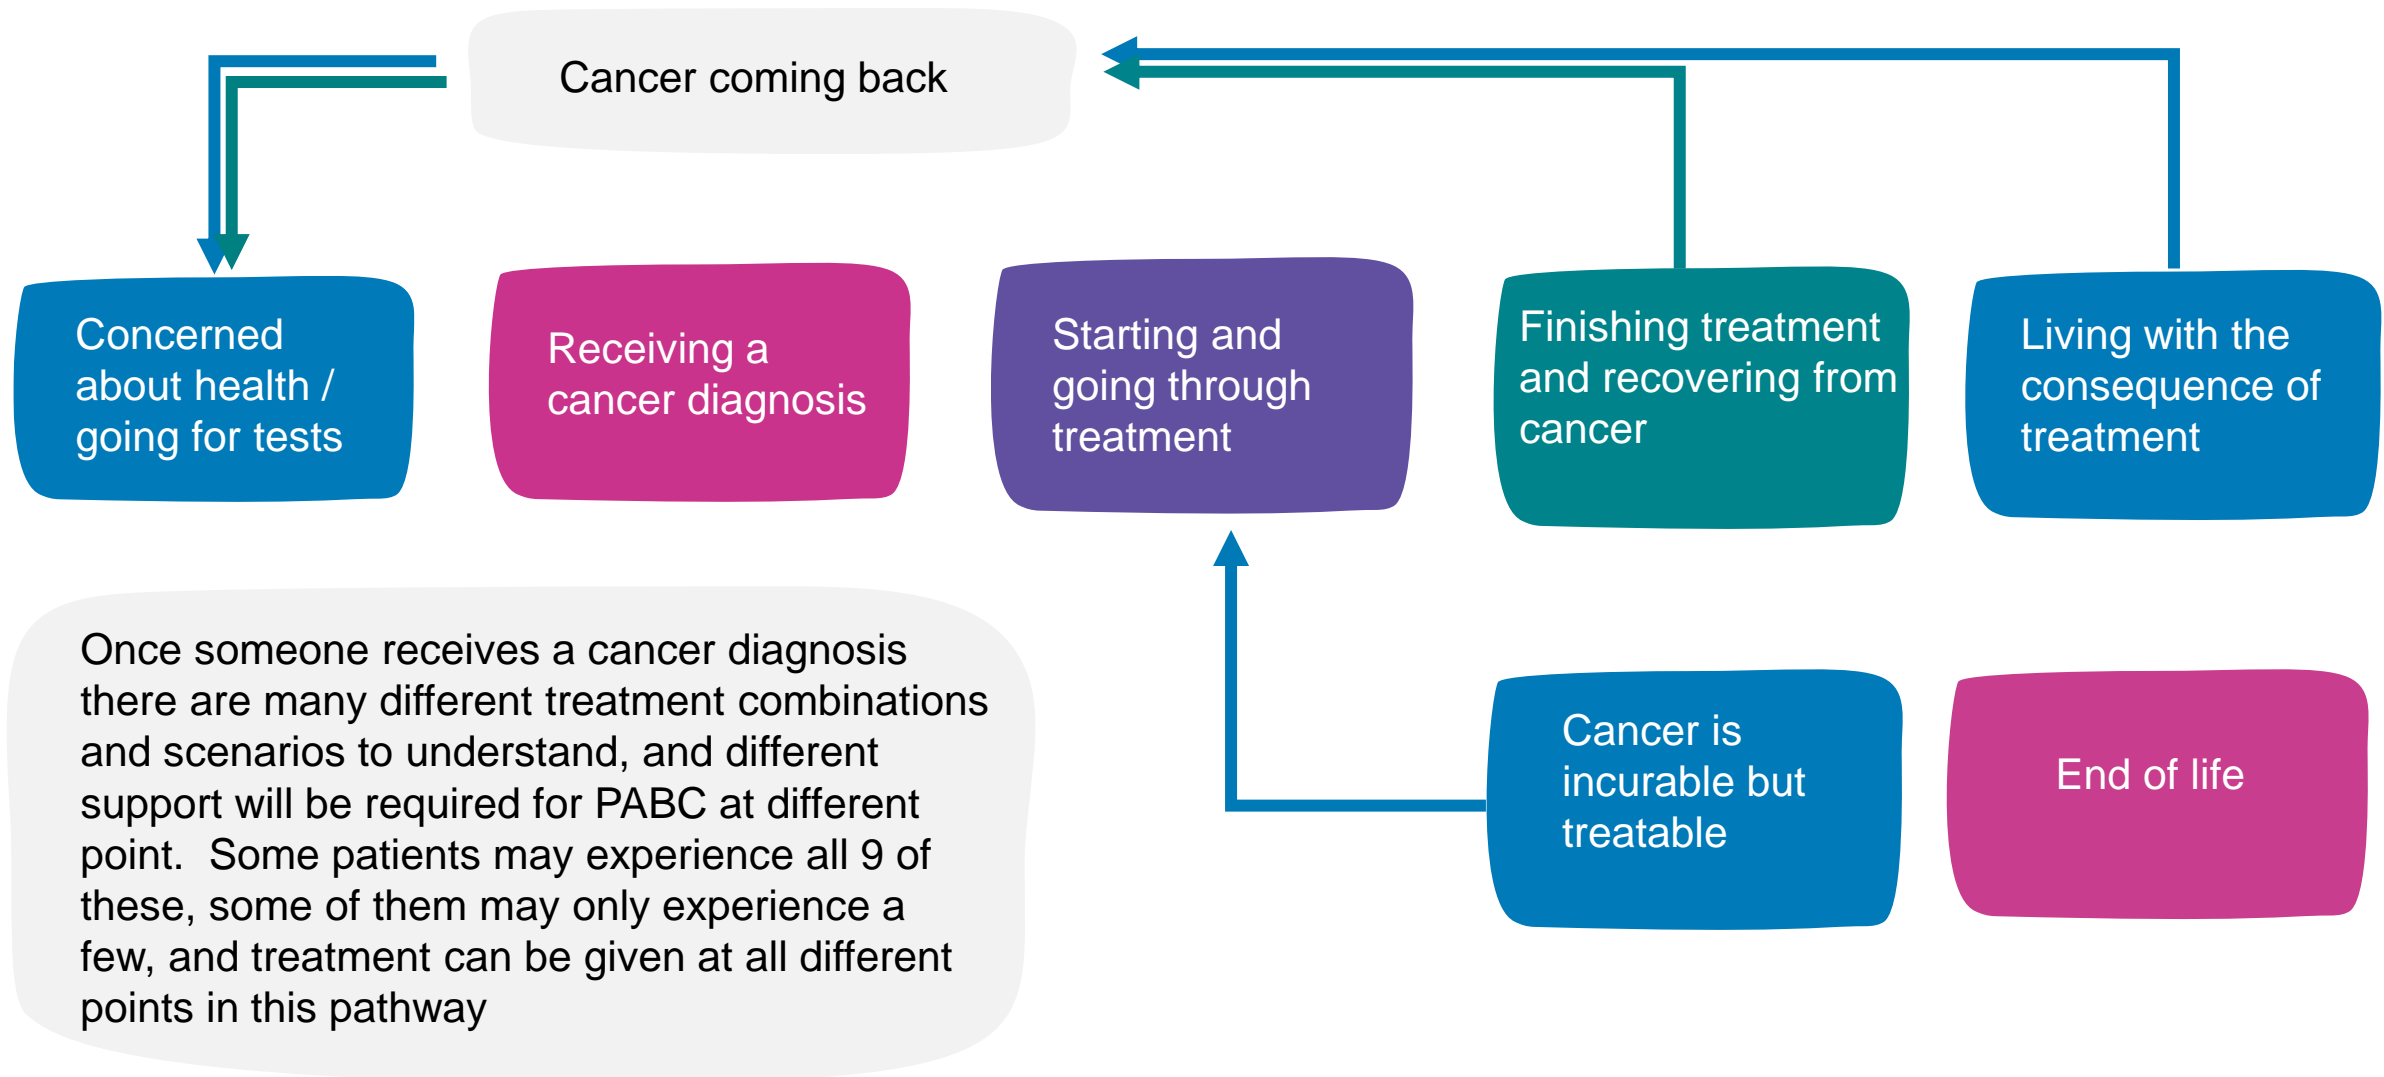 Cancer coming back
Concerned
about health /
going for tests
Receiving a
cancer diagnosis
Starting and
going through
treatment
Finishing treatment
and recovering from
cancer
Living with the
consequence of
treatment
Once someone receives a cancer diagnosis
there are many different treatment combinations
and scenarios to understand, and different
support will be required for PABC at different
point.  Some patients may experience all 9 of
these, some of them may only experience a
few, and treatment can be given at all different
points in this pathway
Cancer is
incurable but
treatable
End of life